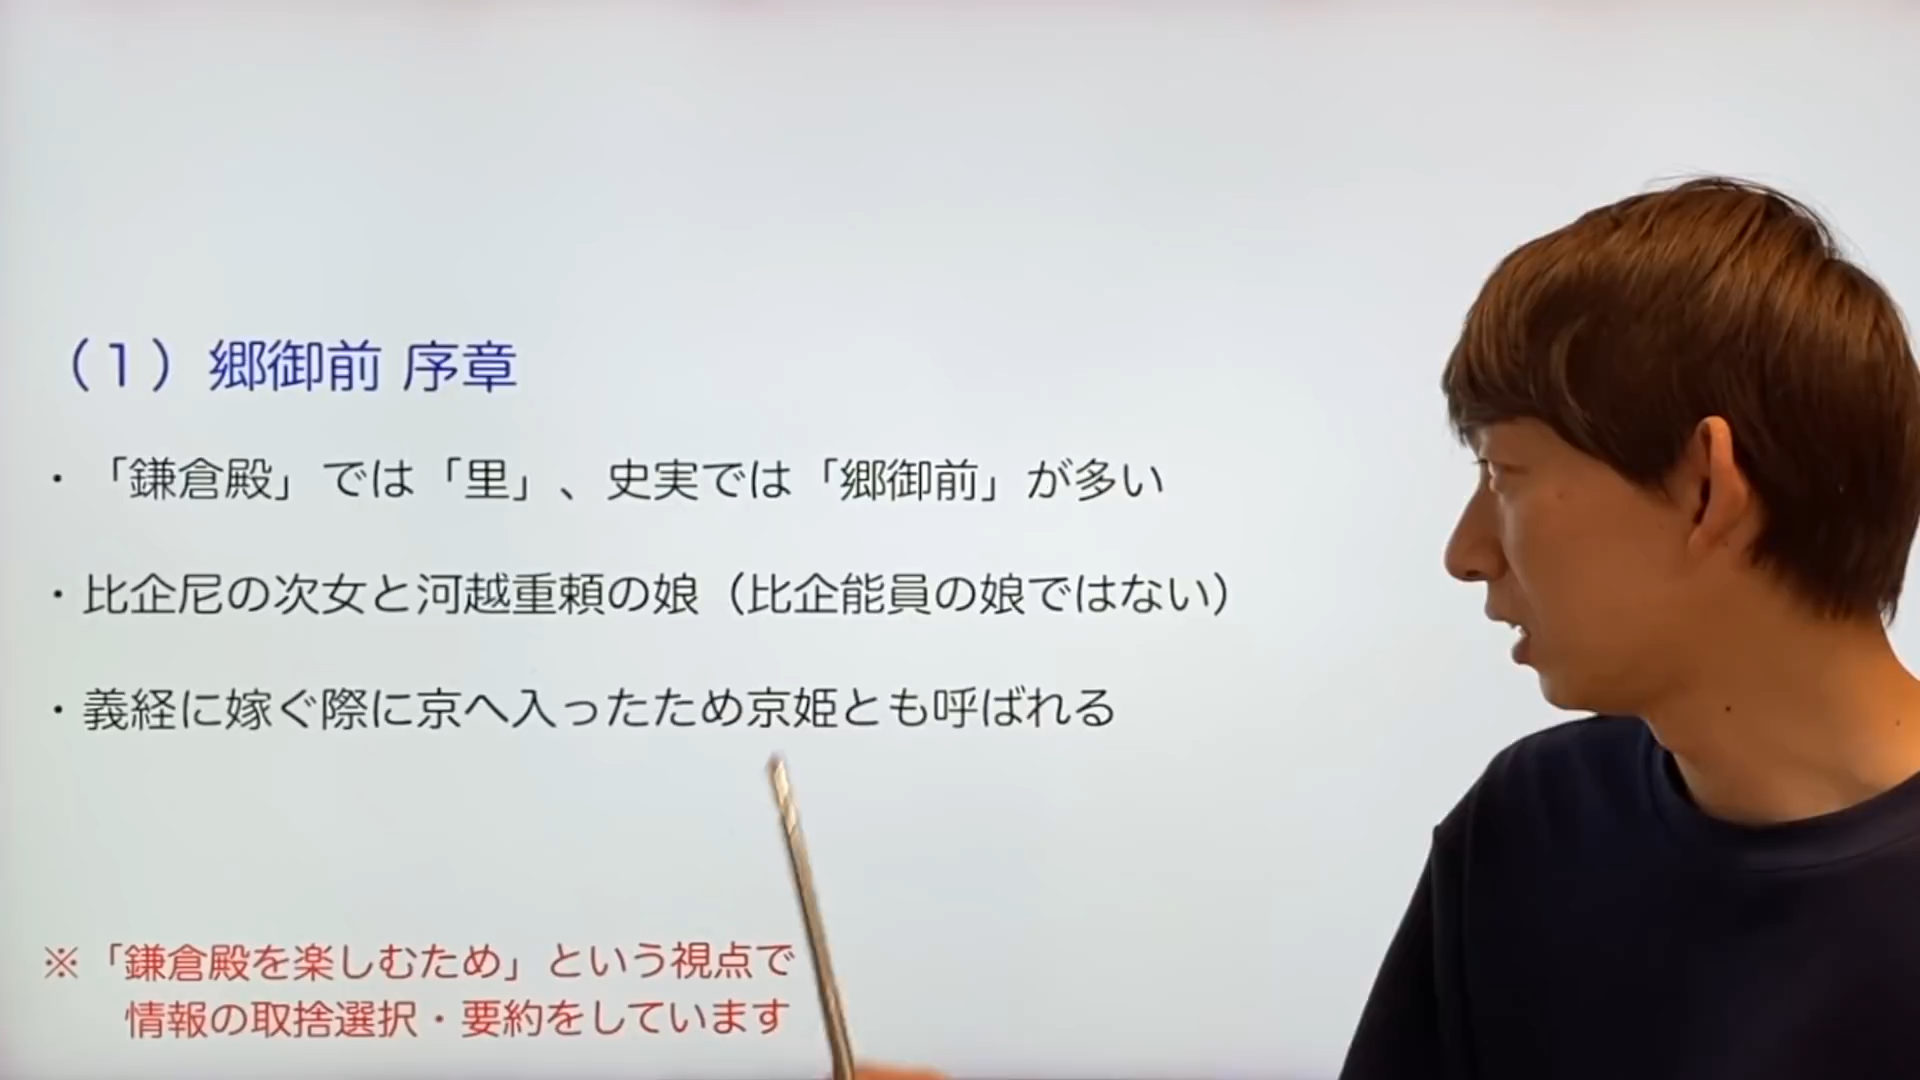 （１）郷御前 序章
・「鎌倉殿」では「里」、史実では「郷御前」が多い
・比企尼の次女と河越重頼の娘（比企能員の娘ではない）
・義経に嫁ぐ際に京へ入ったため京姫とも呼ばれる
※「鎌倉殿を楽しむため」という視点で
情報の取捨選択・要約をしています